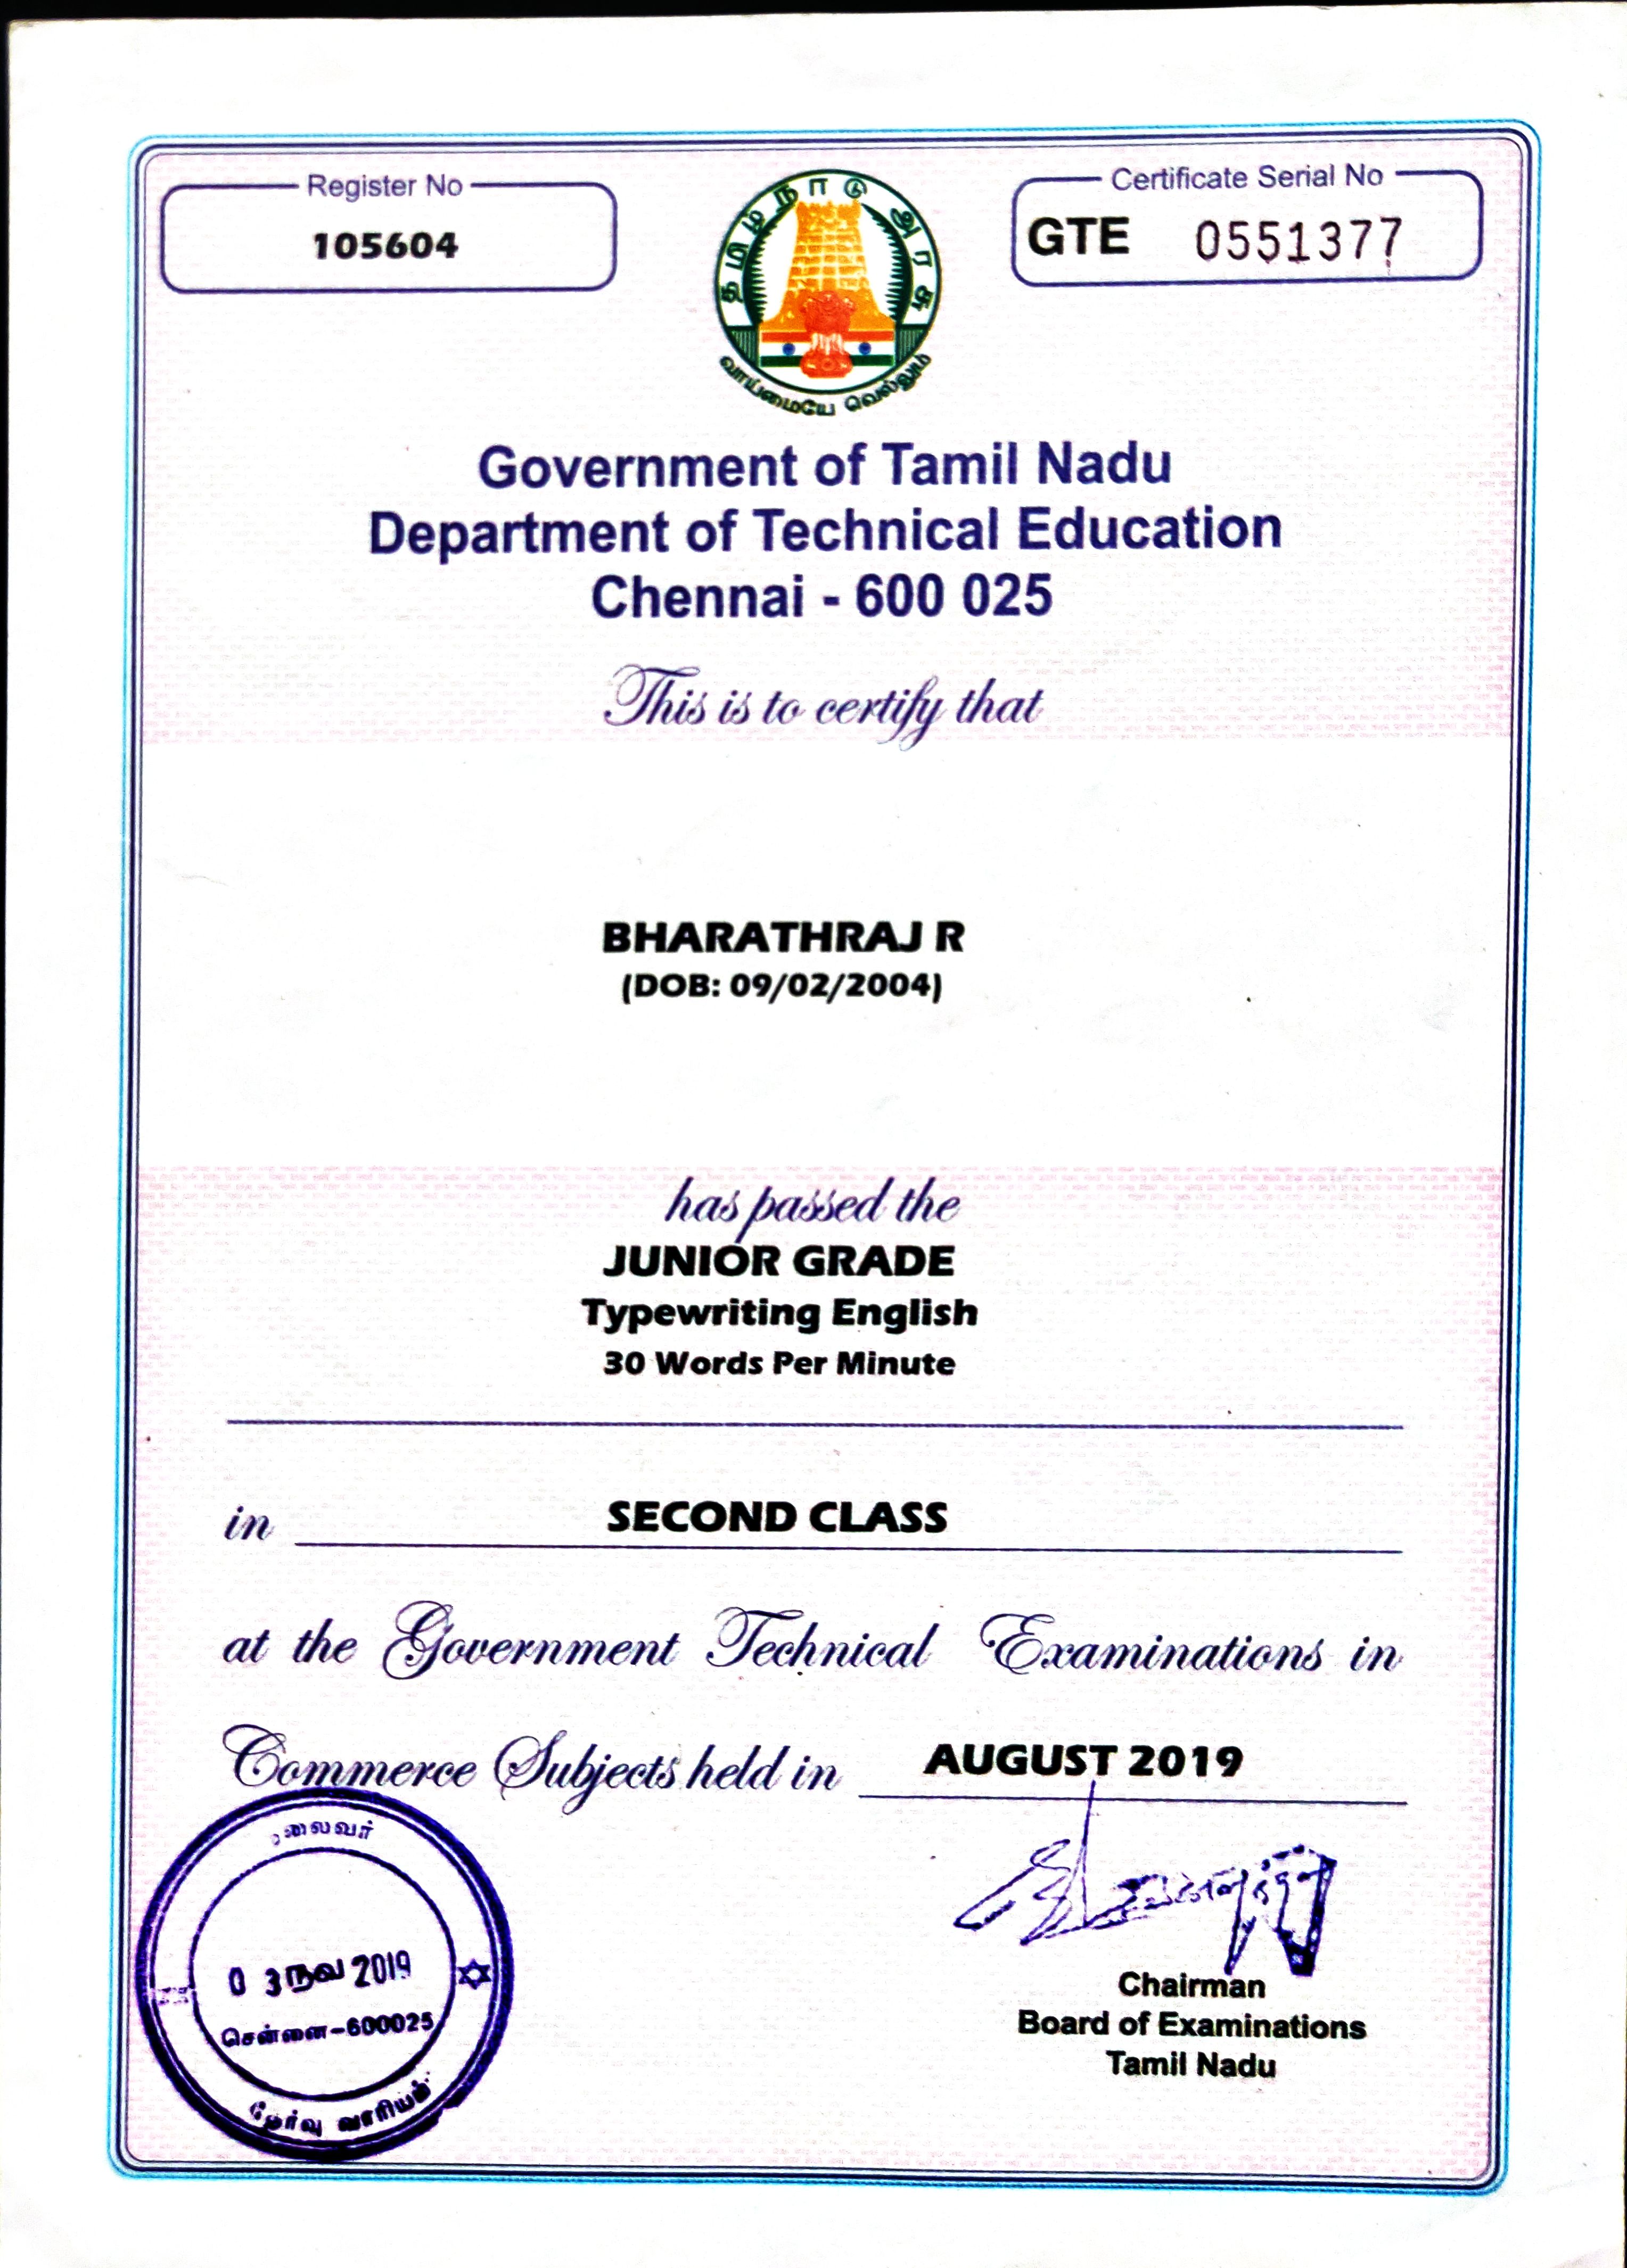 Register No
105604
Certificate Serial No
GTE 0551377
தமிழ்நாடு அரசு
வாய்மையே வெல்லும்
Government of Tamil Nadu
Department of Technical Education
Chennai - 600 025
This is to certify that
BHARATHRAJ R
(DOB: 09/02/2004)
has passed the
JUNIOR GRADE
Typewriting English
30 Words Per Minute
in SECOND CLASS
at the Government Technical Examinations in
Commerce Subjects held in AUGUST 2019
0 3 நவ 2019
சென்னை-600025
தேர்வு வாரியம்
Chairman
Board of Examinations
Tamil Nadu